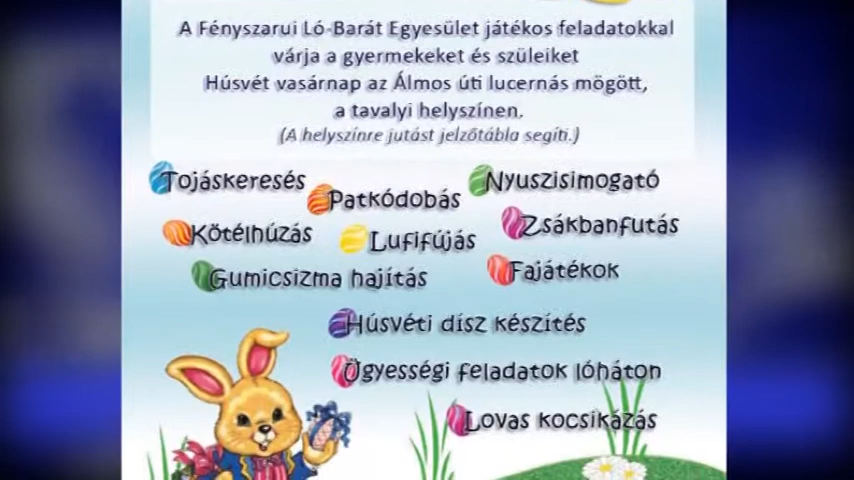 A Fényszarui Ló-Barát Egyesület játékos feladatokkal
várja a gyermekeket és szüleiket
Húsvét vasárnap az Álmos úti lucernás mögött,
a tavalyi helyszínen.
(A helyszínre jutást jelzőtábla segíti.)
Tojáskeresés
Patkódobás
Nyuszisimogató
Kötélhúzás
Lufifújás
Zsákbanfutás
Gumicsizma hajítás
Fajátékok
Húsvéti dísz készítés
Ügyességi feladatok lóháton
Lovas kocsikázás